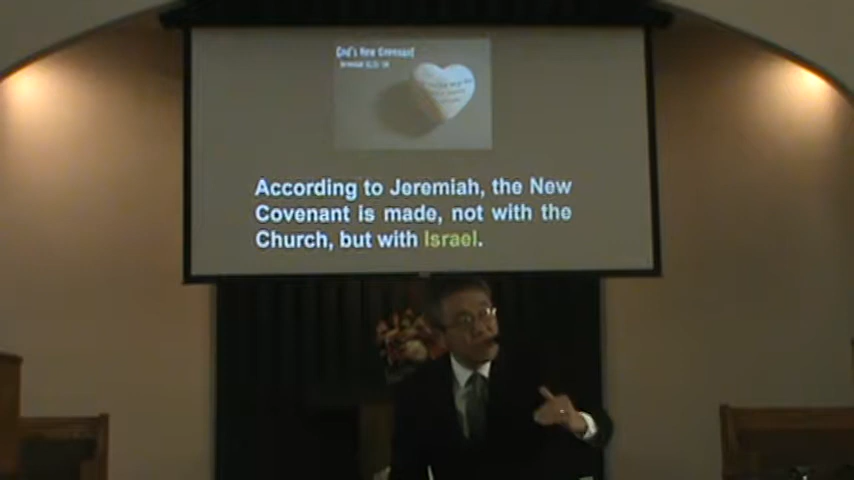 God's New Covenant
According to Jeremiah, the New
Covenant is made, not with the
Church, but with Israel.